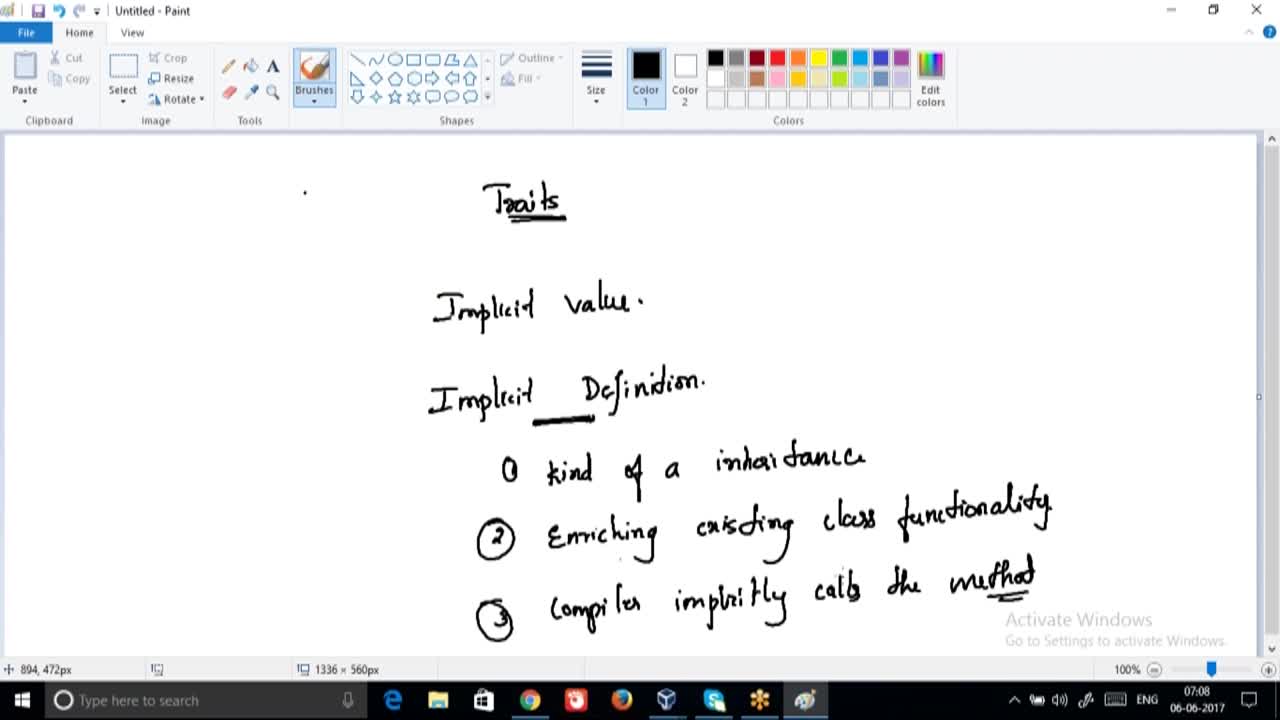 Untitled - Paint
File Home View
Paste Cut Copy Clipboard
Select Crop Resize Rotate Image
Tools
Brushes
Outline Fill Shapes
Size
Color 1 Color 2 Edit colors Colors
Traits
Implicit value.
Implicit Definition.
① kind of a inheritance
② Enriching existing class functionality
③ Compiler implicitly calls the method
Activate Windows
Go to Settings to activate Windows.
894, 472px 1336 × 560px 100%
Type here to search ENG 07:08
06-06-2017